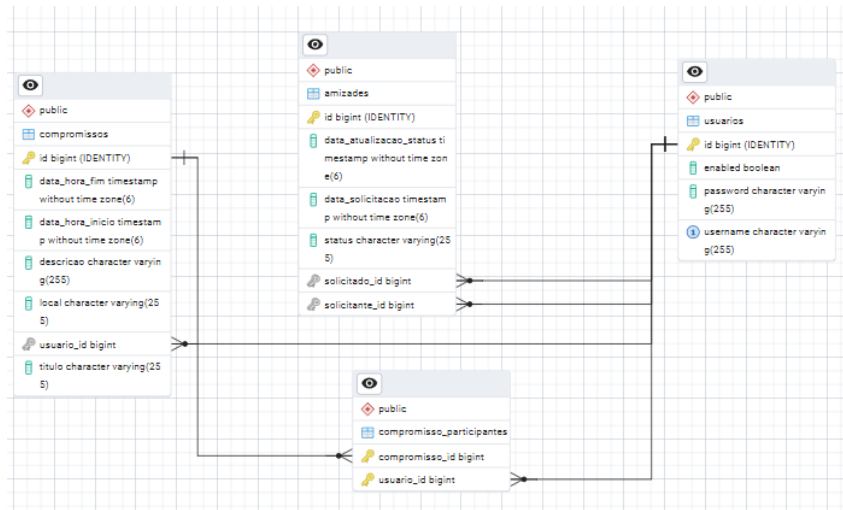 public
compromissos
id bigint (IDENTITY)
data_hora_fim timestamp
without time zone(6)
data_hora_inicio timestam
p without time zone(6)
descricao character varyin
g(255)
local character varying(25
5)
usuario_id bigint
titulo character varying(25
5)
public
amizades
id bigint (IDENTITY)
data_atualizacao_status ti
mestamp without time zon
e(6)
data_solicitacao timestam
p without time zone(6)
status character varying(25
5)
solicitado_id bigint
solicitante_id bigint
public
usuarios
id bigint (IDENTITY)
enabled boolean
password character varyin
g(255)
1
username character varyin
g(255)
public
compromisso_participantes
compromisso_id bigint
usuario_id bigint